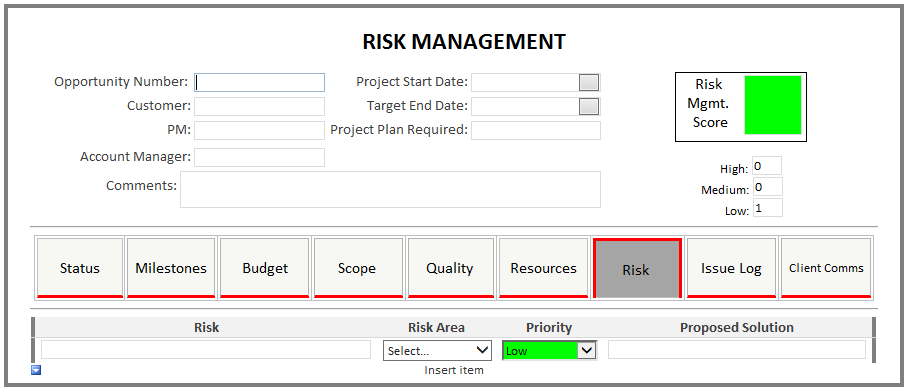 RISK MANAGEMENT
Opportunity Number: Project Start Date:
Customer: Target End Date:
PM: Project Plan Required:
Account Manager:
Comments:
Risk
Mgmt.
Score
High: 0
Medium: 0
Low: 1
Status Milestones Budget Scope Quality Resources Risk Issue Log Client Comms
Risk Risk Area Priority Proposed Solution
Select... Low
Insert item